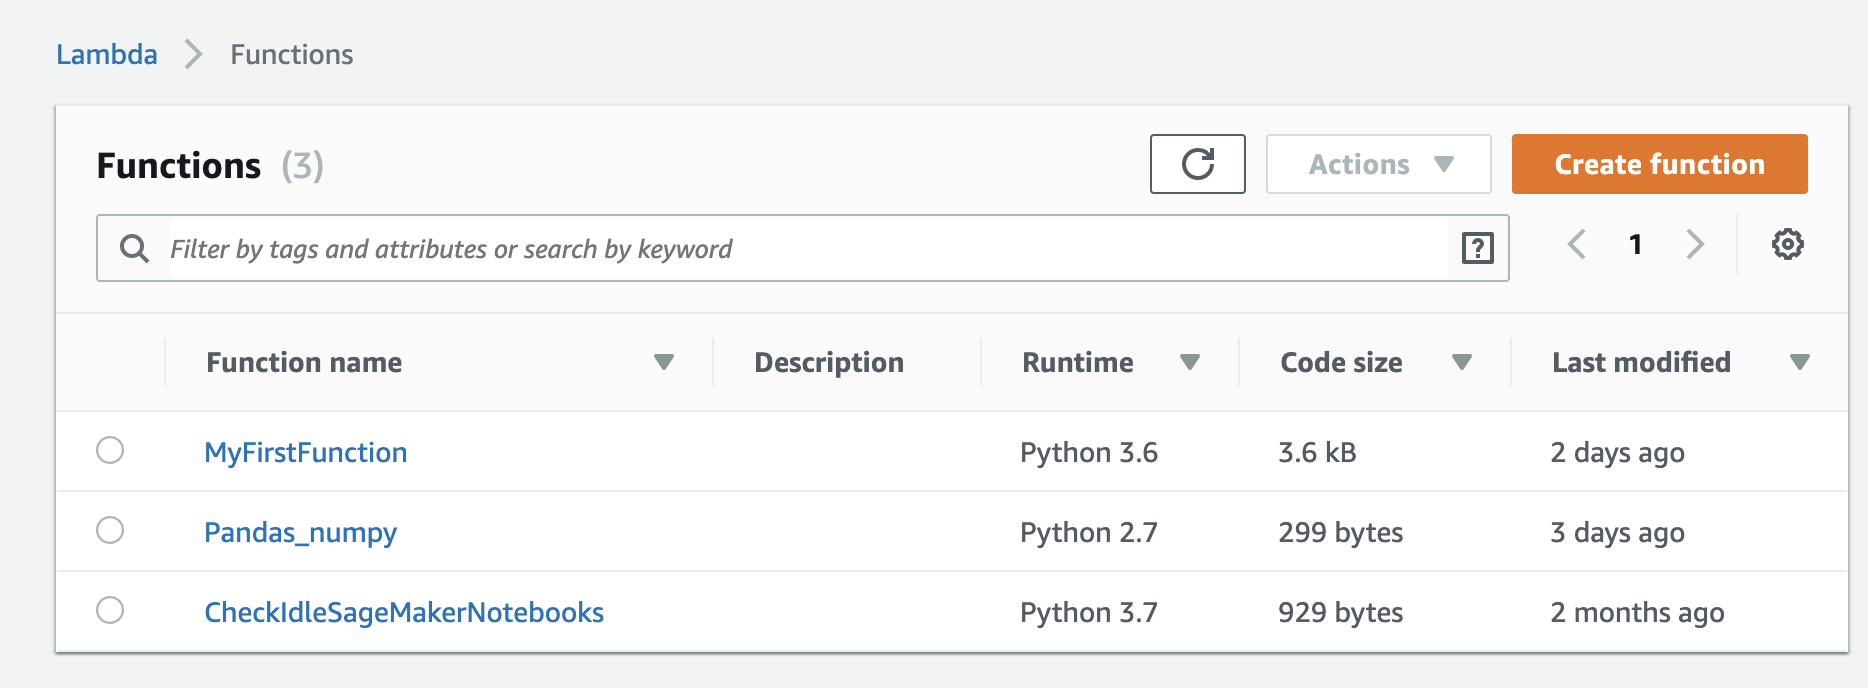 Lambda > Functions
Functions (3) Actions Create function
Filter by tags and attributes or search by keyword ? 1
Function name Description Runtime Code size Last modified
MyFirstFunction Python 3.6 3.6 kB 2 days ago
Pandas_numpy Python 2.7 299 bytes 3 days ago
CheckIdleSageMakerNotebooks Python 3.7 929 bytes 2 months ago